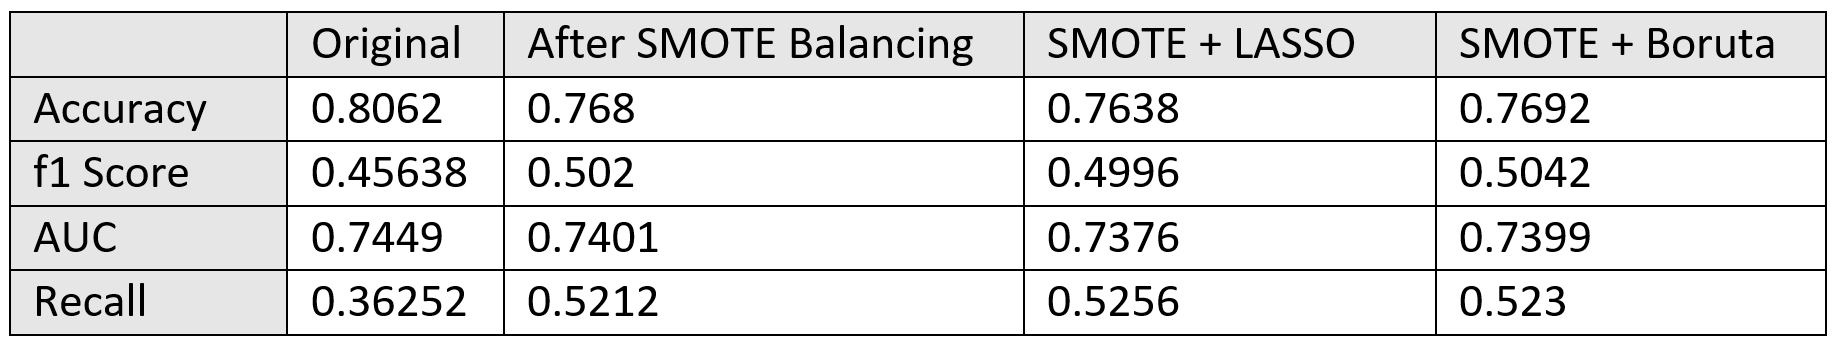 Original After SMOTE Balancing SMOTE + LASSO SMOTE + Boruta
Accuracy 0.8062 0.768 0.7638 0.7692
f1 Score 0.45638 0.502 0.4996 0.5042
AUC 0.7449 0.7401 0.7376 0.7399
Recall 0.36252 0.5212 0.5256 0.523